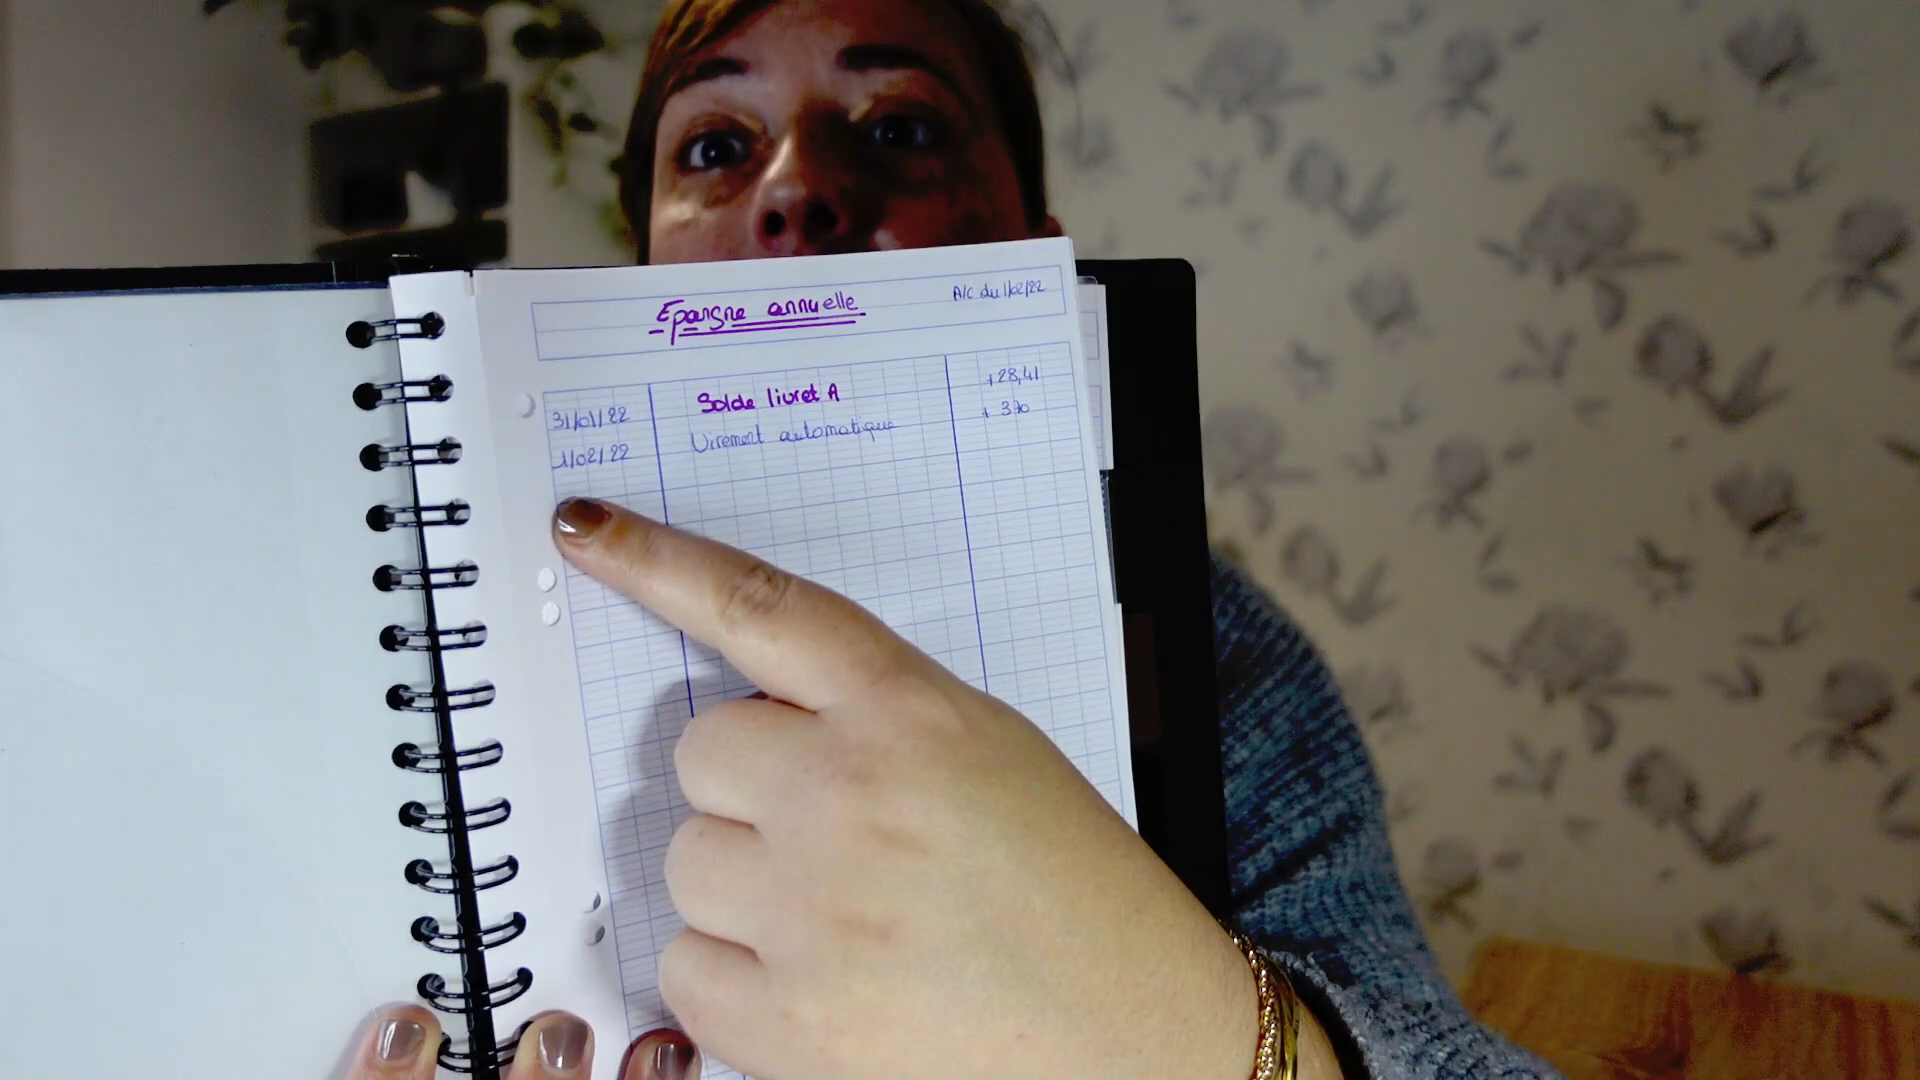 Epargne annuelle
A/C du 1/02/22
31/01/22 Solde livret A +28,41
1/02/22 Virement automatique + 370